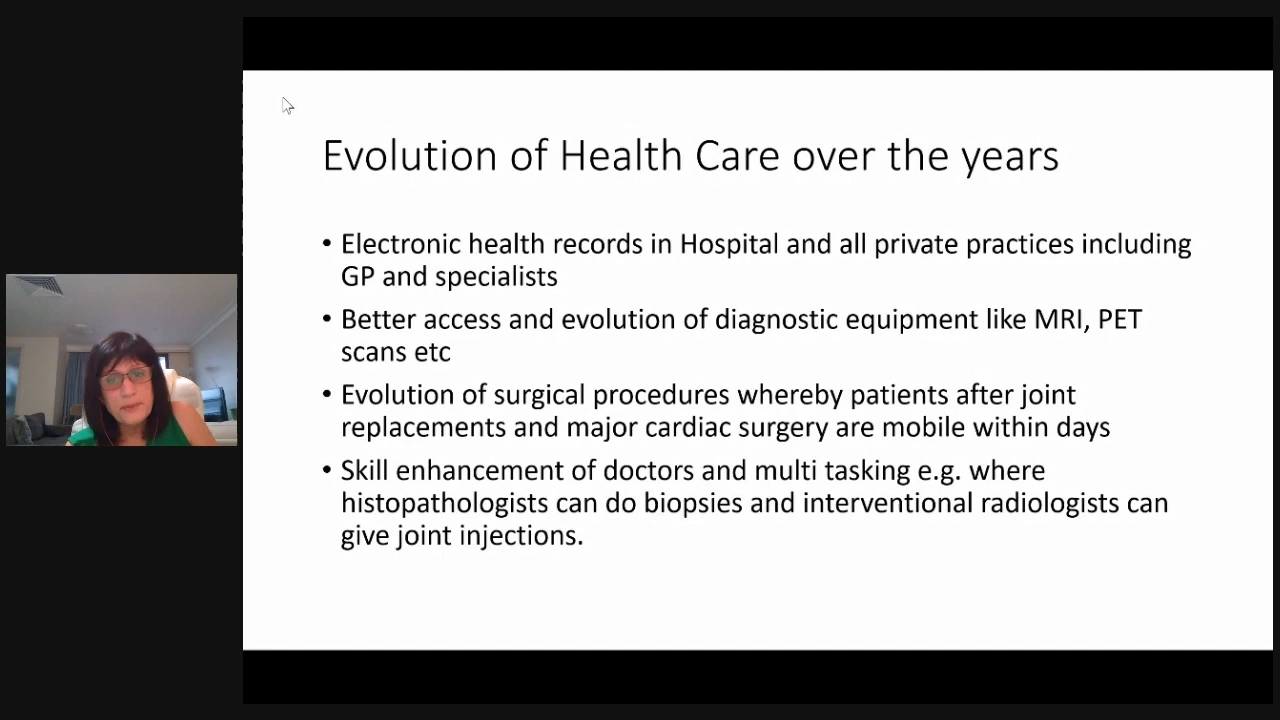 Evolution of Health Care over the years
• Electronic health records in Hospital and all private practices including
GP and specialists
• Better access and evolution of diagnostic equipment like MRI, PET
scans etc
• Evolution of surgical procedures whereby patients after joint
replacements and major cardiac surgery are mobile within days
• Skill enhancement of doctors and multi tasking e.g. where
histopathologists can do biopsies and interventional radiologists can
give joint injections.